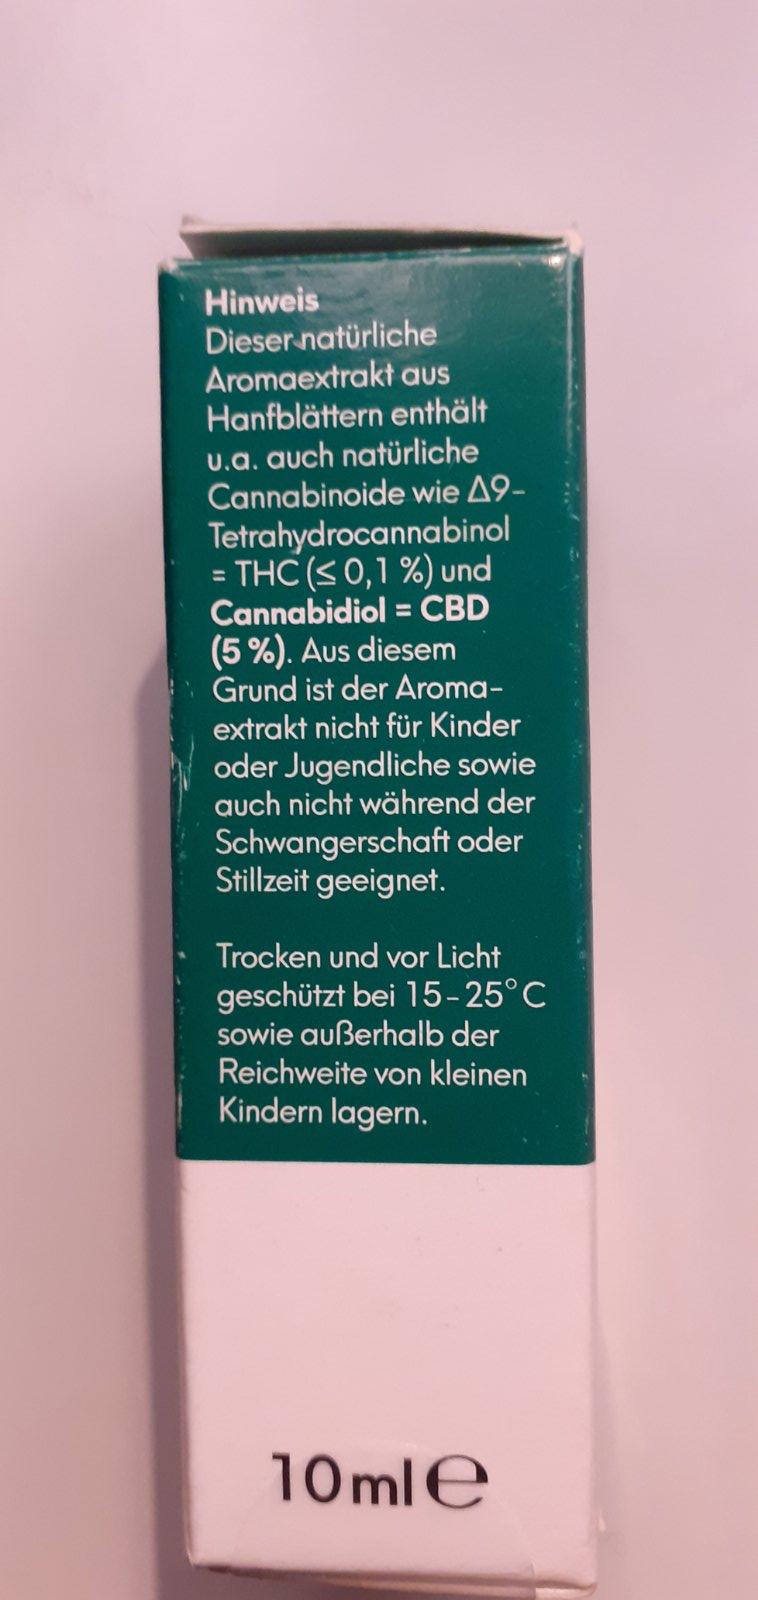 Hinweis
Dieser natürliche
Aromaextrakt aus
Hanfblättern enthält
u.a. auch natürliche
Cannabinoide wie Δ9-
Tetrahydrocannabinol
= THC (≤ 0,1 %) und
Cannabidiol = CBD
(5 %). Aus diesem
Grund ist der Aroma-
extrakt nicht für Kinder
oder Jugendliche sowie
auch nicht während der
Schwangerschaft oder
Stillzeit geeignet.
Trocken und vor Licht
geschützt bei 15-25°C
sowie außerhalb der
Reichweite von kleinen
Kindern lagern.
10 ml ℮